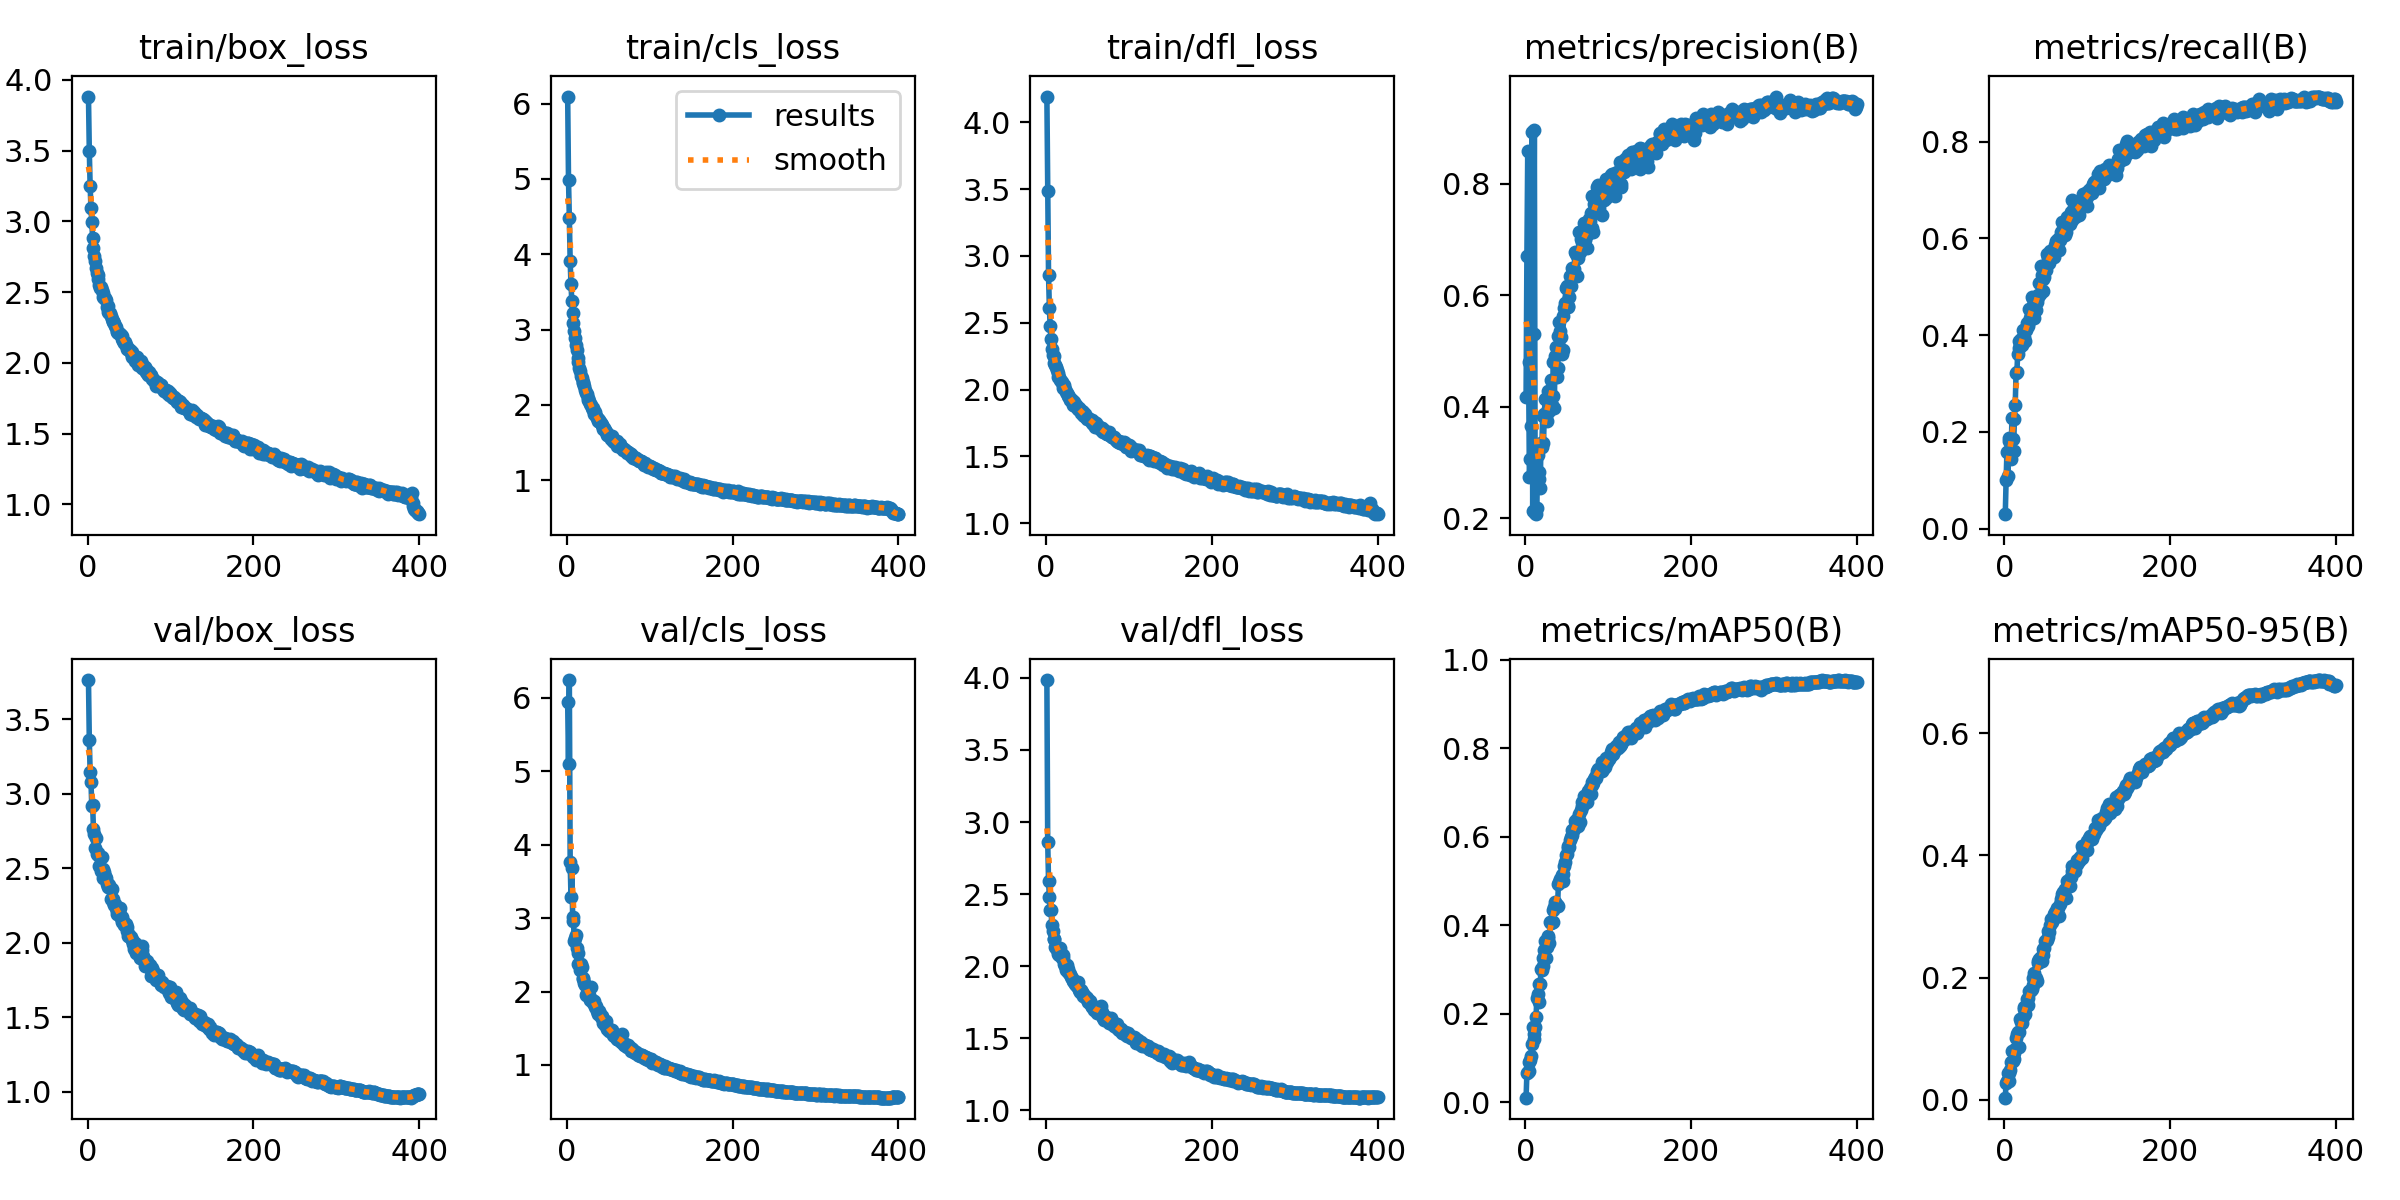 train/box_loss
4.0
3.5
3.0
2.5
2.0
1.5
1.0
0 200 400
train/cls_loss
results
smooth
6
5
4
3
2
1
0 200 400
train/dfl_loss
4.0
3.5
3.0
2.5
2.0
1.5
1.0
0 200 400
metrics/precision(B)
0.8
0.6
0.4
0.2
0 200 400
metrics/recall(B)
0.8
0.6
0.4
0.2
0.0
0 200 400
val/box_loss
3.5
3.0
2.5
2.0
1.5
1.0
0 200 400
val/cls_loss
6
5
4
3
2
1
0 200 400
val/dfl_loss
4.0
3.5
3.0
2.5
2.0
1.5
1.0
0 200 400
metrics/mAP50(B)
1.0
0.8
0.6
0.4
0.2
0.0
0 200 400
metrics/mAP50-95(B)
0.6
0.4
0.2
0.0
0 200 400